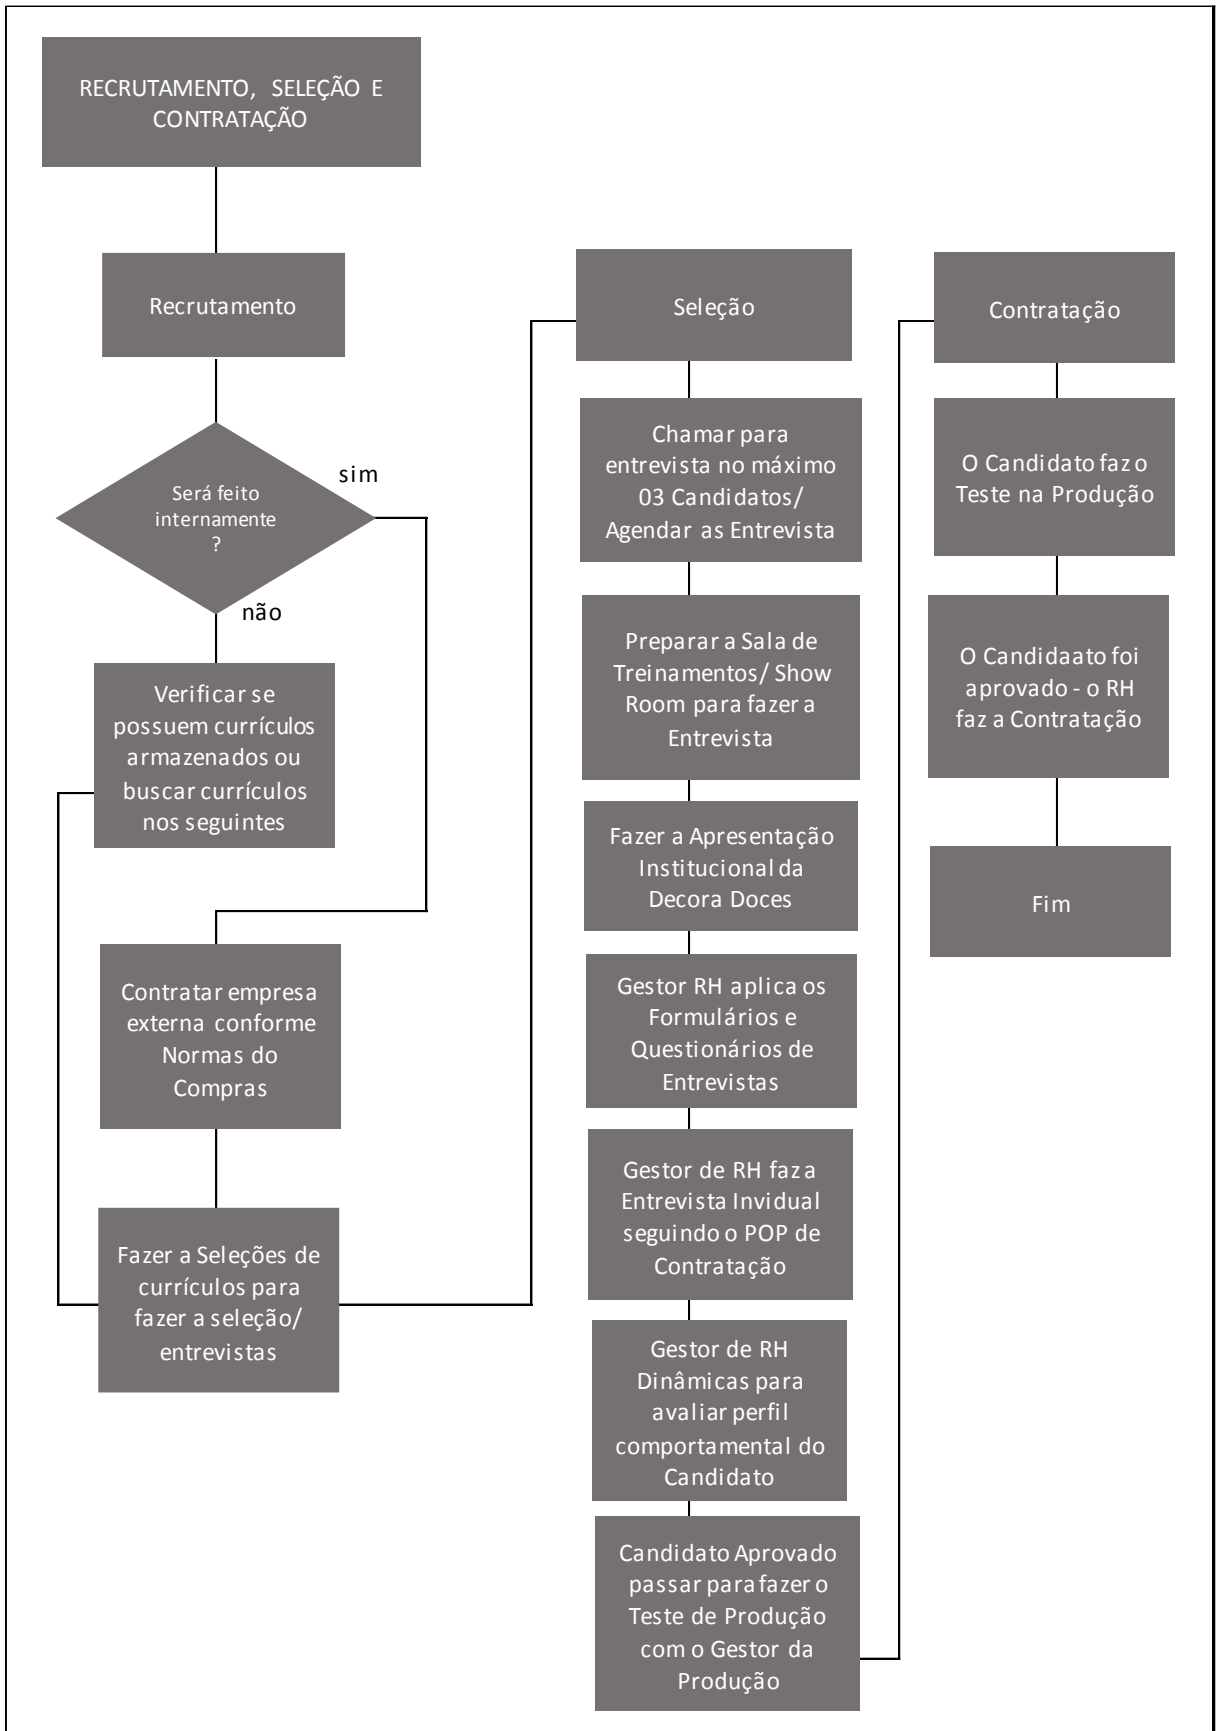 RECRUTAMENTO, SELEÇÃO E
CONTRATAÇÃO
Recrutamento
Será feito
internamente
?
sim
não
Verificar se
possuem currículos
armazenados ou
buscar currículos
nos seguintes
Contratar empresa
externa conforme
Normas do
Compras
Fazer a Seleções de
currículos para
fazer a seleção/
entrevistas
Seleção
Chamar para
entrevista no máximo
03 Candidatos/
Agendar as Entrevista
Preparar a Sala de
Treinamentos/ Show
Room para fazer a
Entrevista
Fazer a Apresentação
Institucional da
Decora Doces
Gestor RH aplica os
Formulários e
Questionários de
Entrevistas
Gestor de RH faz a
Entrevista Invidual
seguindo o POP de
Contratação
Gestor de RH
Dinâmicas para
avaliar perfil
comportamental do
Candidato
Candidato Aprovado
passar para fazer o
Teste de Produção
com o Gestor da
Produção
Contratação
O Candidato faz o
Teste na Produção
O Candidaato foi
aprovado - o RH
faz a Contratação
Fim